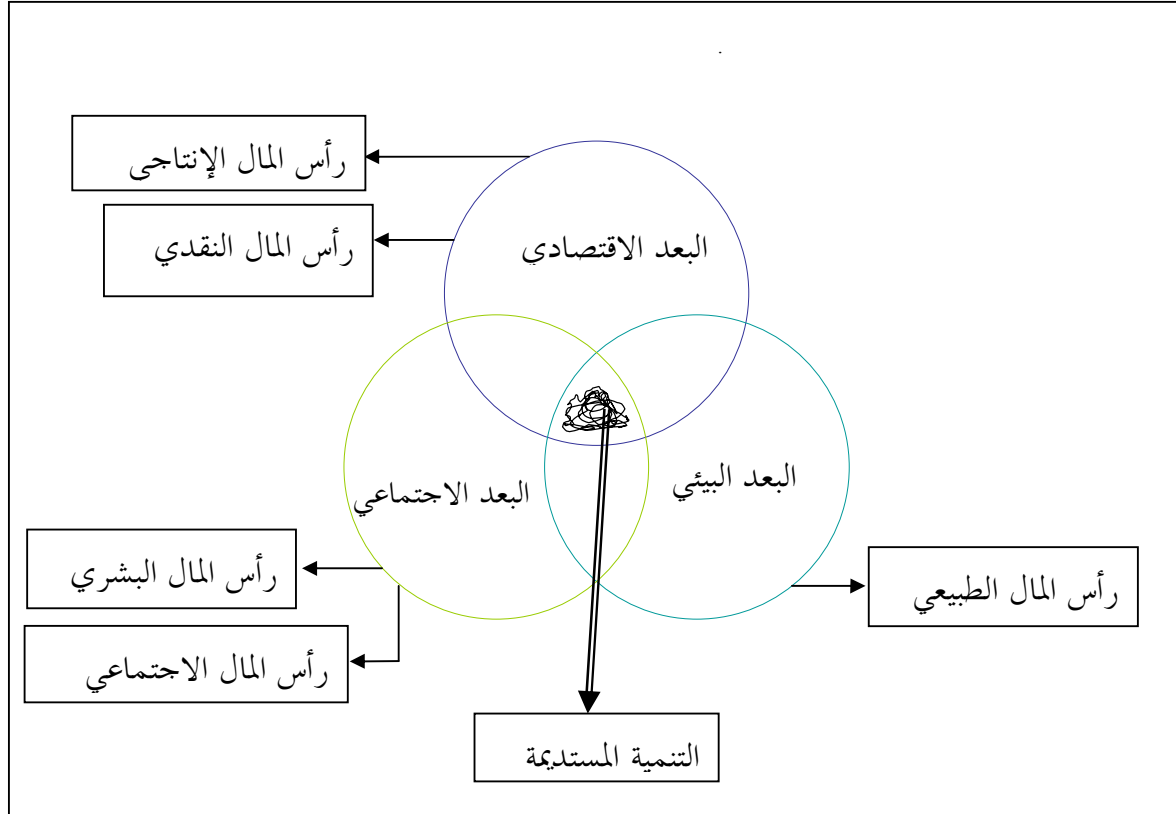 رأس المال الإنتاجى
رأس المال النقدي
البعد الاقتصادي
البعد البيئي
البعد الاجتماعي
رأس المال البشري
رأس المال الطبيعي
رأس المال الاجتماعي
التنمية المستديمة